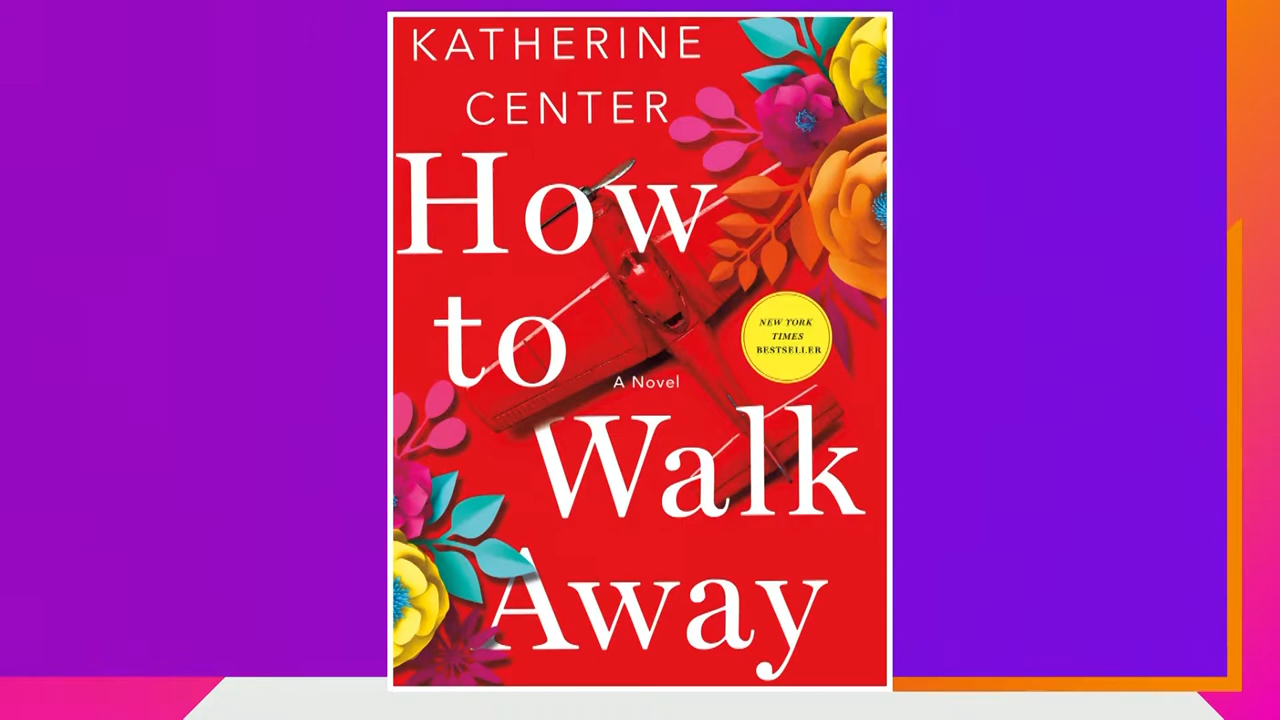 KATHERINE
CENTER
How
to
A Novel
NEW YORK
TIMES
BESTSELLER
Walk
Away